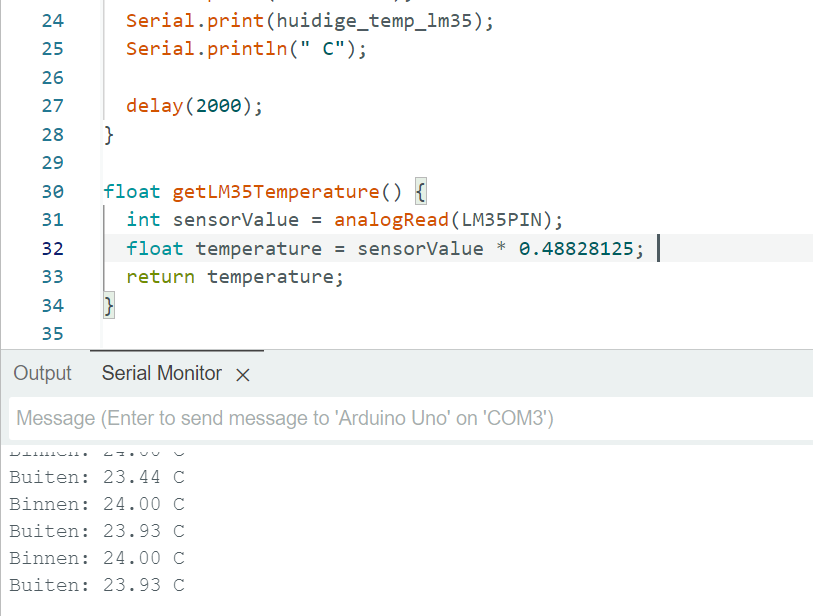 24 Serial.print(huidige_temp_lm35);
25 Serial.println(" C");
26
27 delay(2000);
28 }
29
30 float getLM35Temperature() {
31 int sensorValue = analogRead(LM35PIN);
32 float temperature = sensorValue * 0.48828125;
33 return temperature;
34 }
35
Output Serial Monitor
Message (Enter to send message to 'Arduino Uno' on 'COM3')
Binnen: 24.00 C
Buiten: 23.44 C
Binnen: 24.00 C
Buiten: 23.93 C
Binnen: 24.00 C
Buiten: 23.93 C